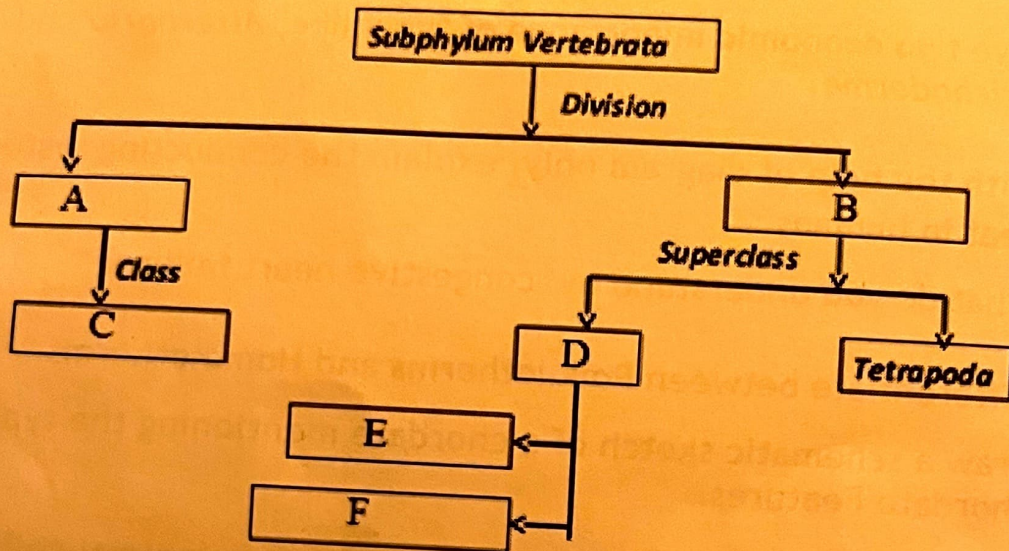 Subphylum Vertebrata
Division
A
B
Class
Superclass
C
D
Tetrapoda
E
F